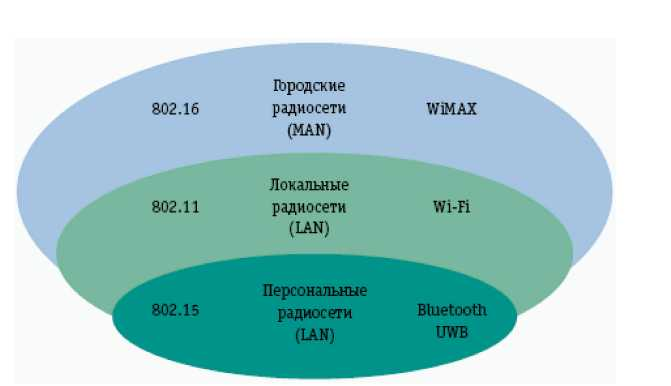 Городские
802.16 радиосети WiMAX
(MAN)
Локальные
802.11 радиосети Wi-Fi
(LAN)
Персональные
802.15 радиосети Bluetooth
(LAN) UWB